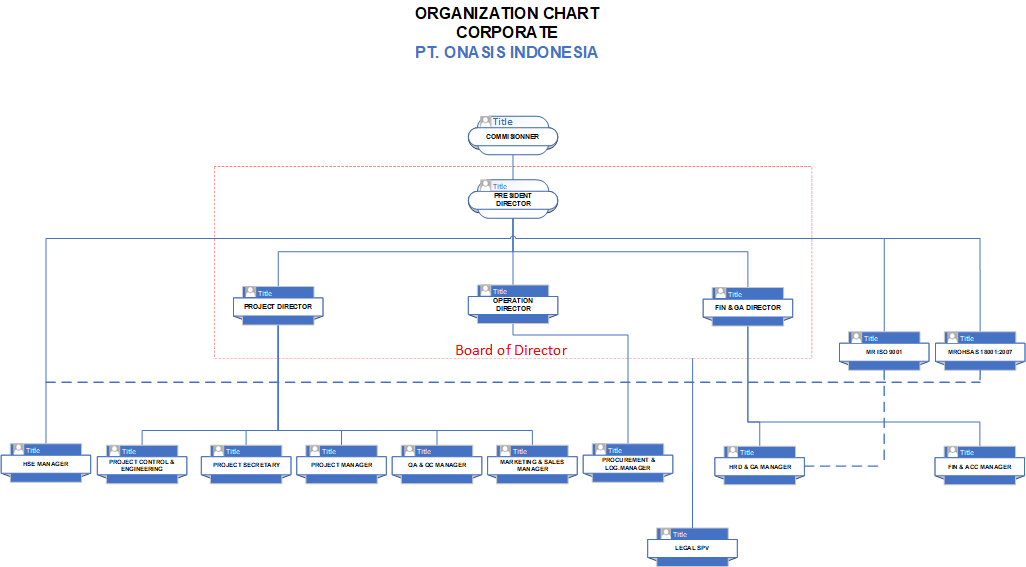 ORGANIZATION CHART
CORPORATE
PT. ONASIS INDONESIA
Title
COMMISIONNER
Title
PRESIDENT
DIRECTOR
Title
PROJECT DIRECTOR
Title
OPERATION
DIRECTOR
Title
FIN & GA DIRECTOR
Title
MR ISO 9001
Title
MROHSAS 18001:2007
Board of Director
Title
HSE MANAGER
Title
PROJECT CONTROL &
ENGINEERING
Title
PROJECT SECRETARY
Title
PROJECT MANAGER
Title
QA & QC MANAGER
Title
MARKETING & SALES
MANAGER
Title
PROCUREMENT &
LOG.MANAGER
Title
HRD & GA MANAGER
Title
FIN & ACC MANAGER
Title
LEGAL SPV